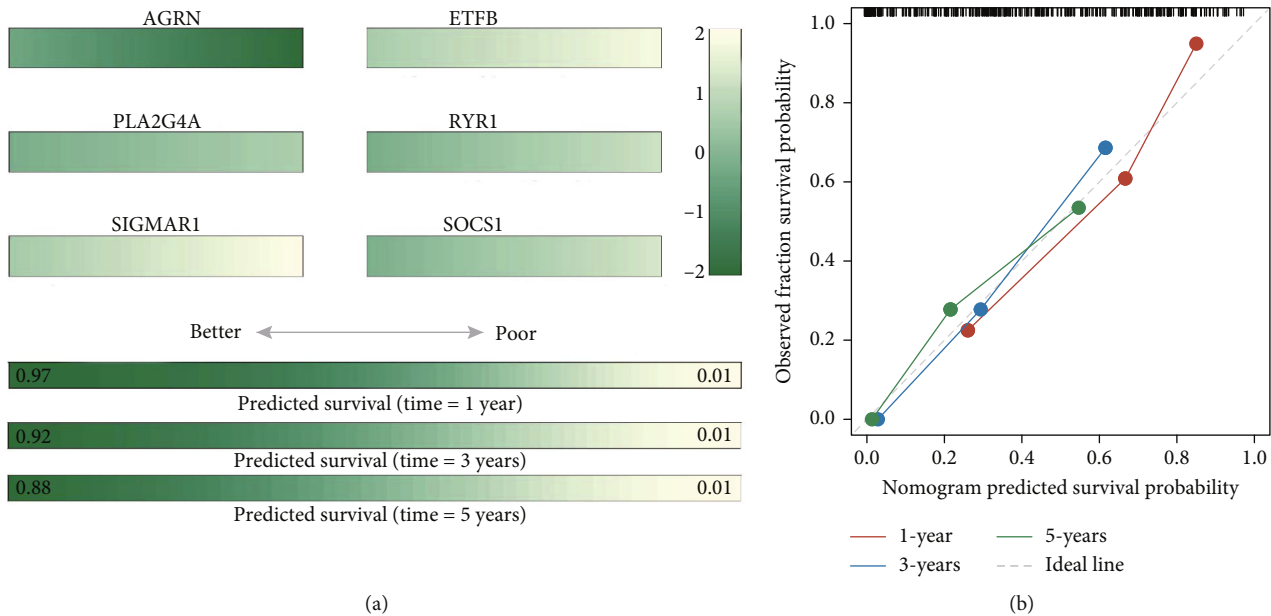 AGRN
ETFB
PLA2G4A
RYR1
SIGMAR1
SOCS1
2
1
0
–1
–2
Better
Poor
0.97
0.01
Predicted survival (time = 1 year)
0.92
0.01
Predicted survival (time = 3 years)
0.88
0.01
Predicted survival (time = 5 years)
(a)
Observed fraction survival probability
1.0
0.8
0.6
0.4
0.2
0.0
0.0 0.2 0.4 0.6 0.8 1.0
Nomogram predicted survival probability
1-year
5-years
3-years
Ideal line
(b)